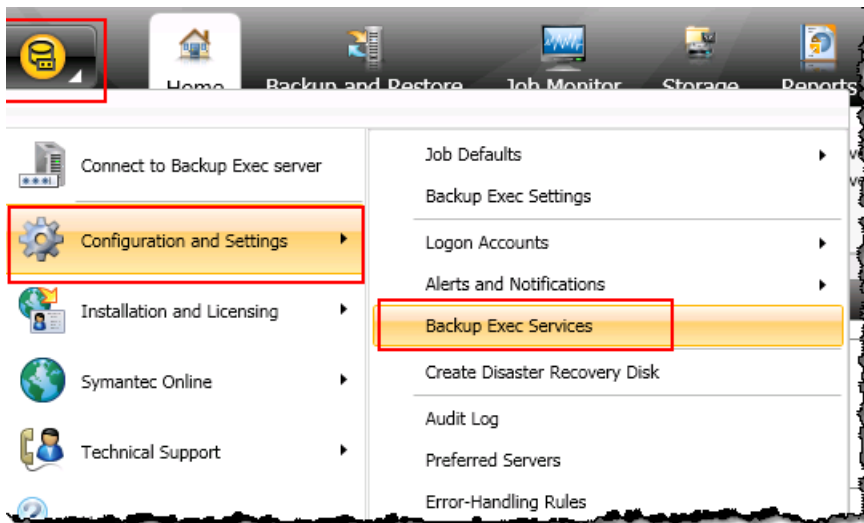 Home
Backup and Restore
Job Monitor
Storage
Reports
Connect to Backup Exec server
Configuration and Settings
Installation and Licensing
Symantec Online
Technical Support
Job Defaults
Backup Exec Settings
Logon Accounts
Alerts and Notifications
Backup Exec Services
Create Disaster Recovery Disk
Audit Log
Preferred Servers
Error-Handling Rules